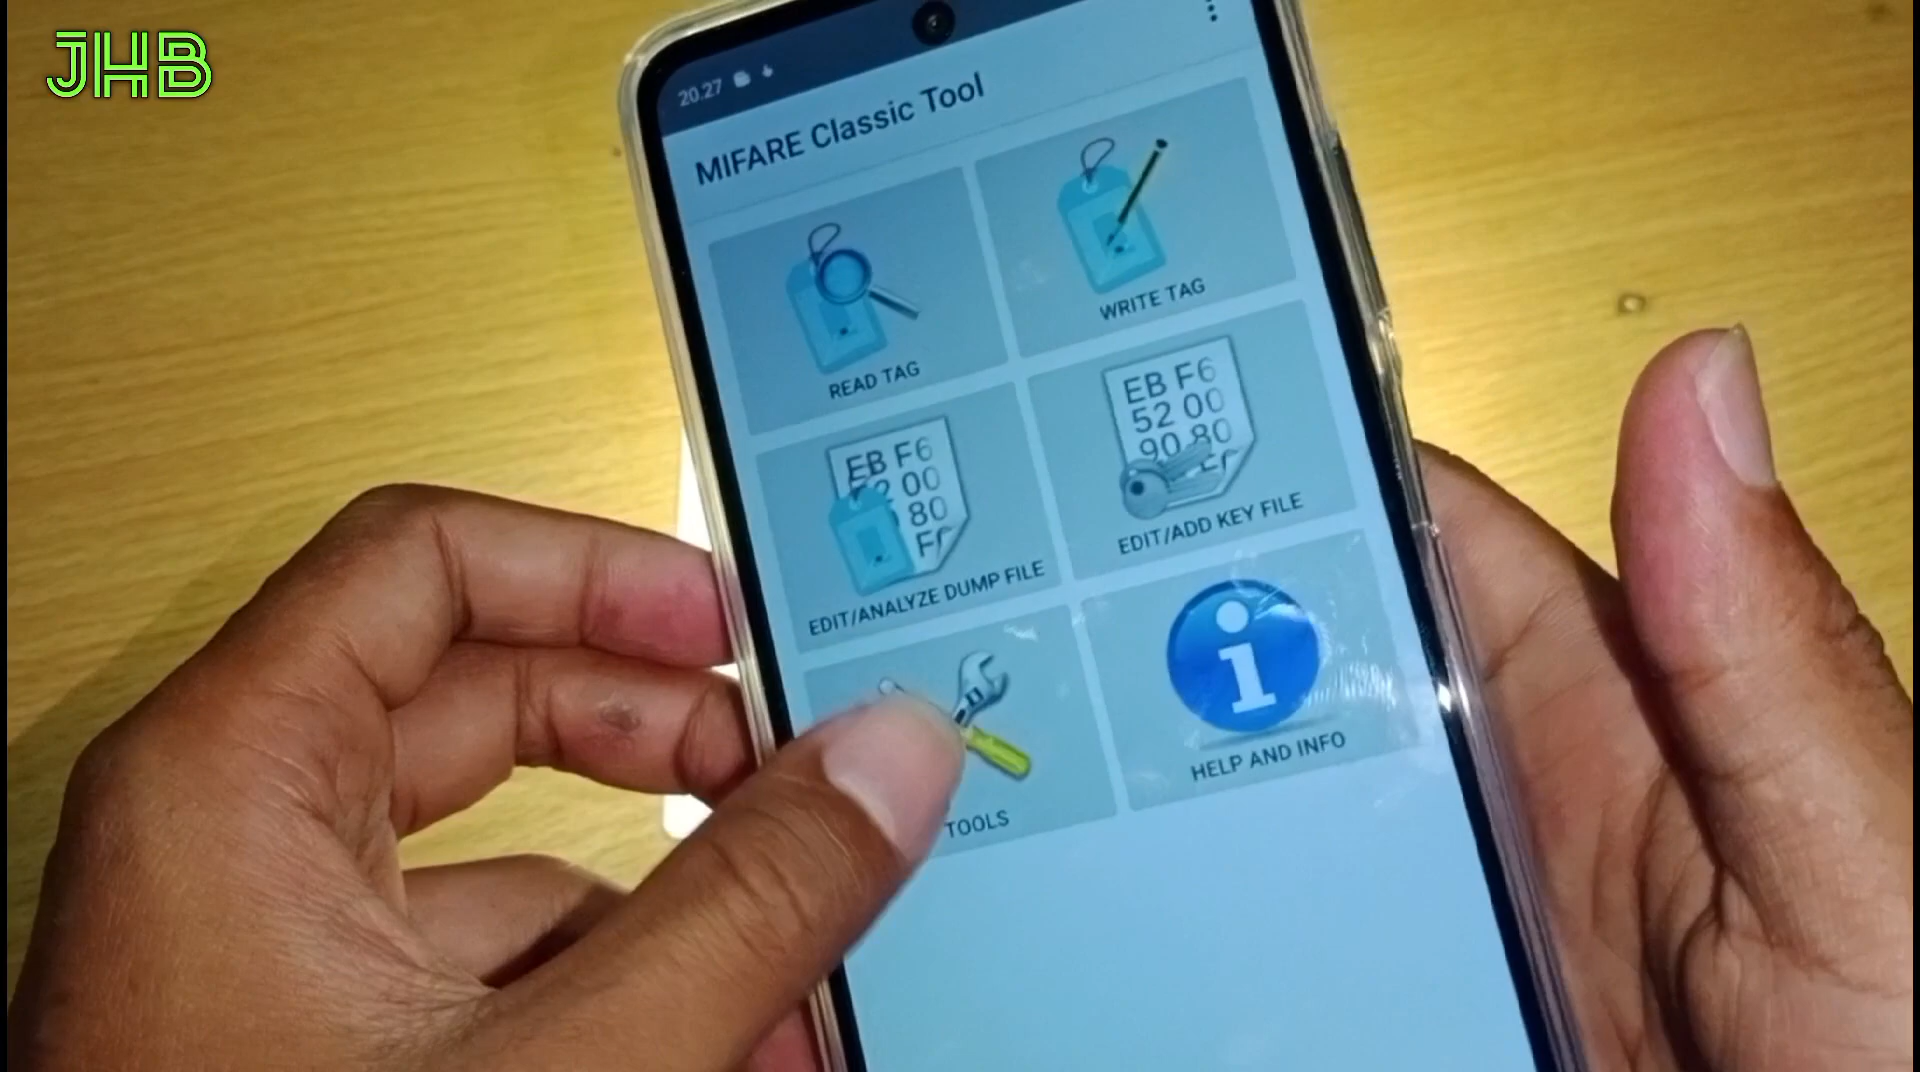 JHB
20.27
MIFARE Classic Tool
READ TAG
WRITE TAG
EB F6
52 00
90 80
EB F6
00
80
EDIT/ANALYZE DUMP FILE
EDIT/ADD KEY FILE
TOOLS
i
HELP AND INFO